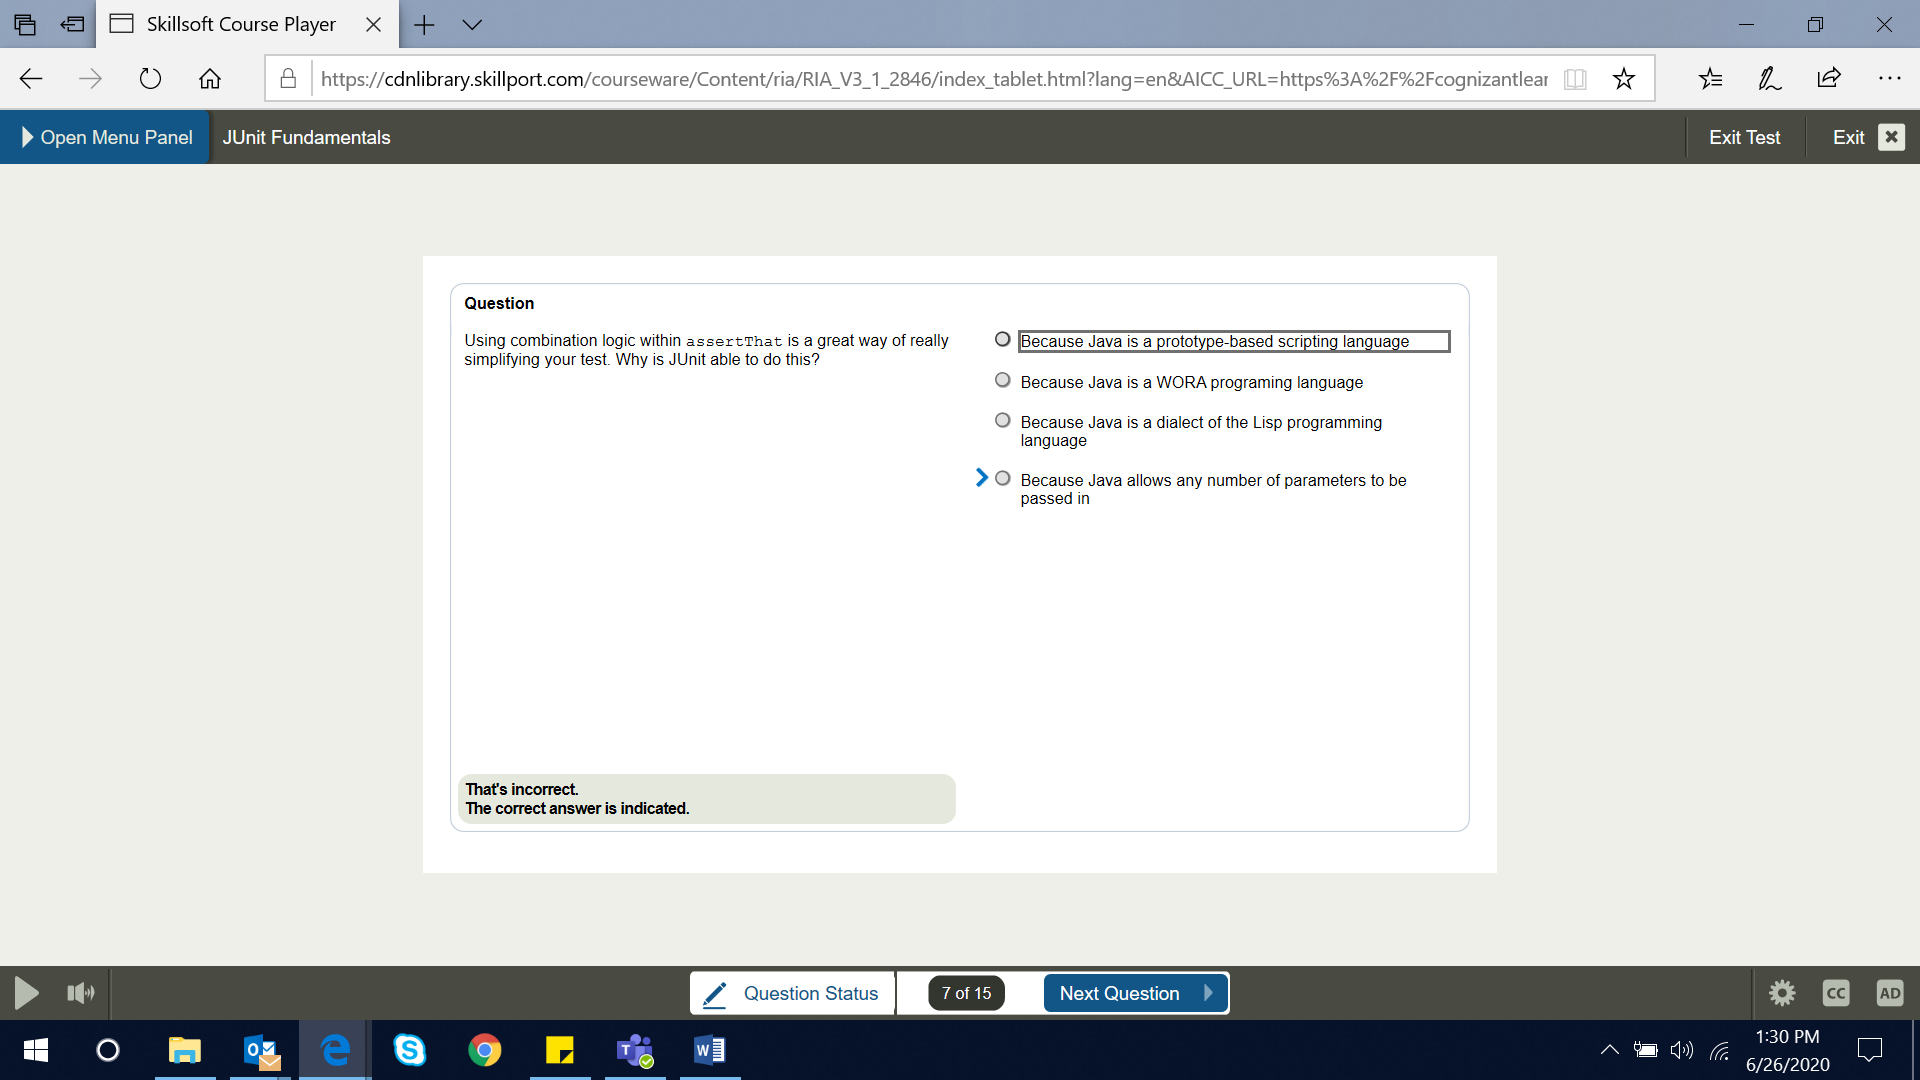 Skillsoft Course Player
https://cdnlibrary.skillport.com/courseware/Content/ria/RIA_V3_1_2846/index_tablet.html?lang=en&AICC_URL=https%3A%2F%2Fcognizantlear
Open Menu Panel
JUnit Fundamentals
Exit Test
Exit
Question
Using combination logic within assertThat is a great way of really
simplifying your test. Why is JUnit able to do this?
Because Java is a prototype-based scripting language
Because Java is a WORA programing language
Because Java is a dialect of the Lisp programming
language
Because Java allows any number of parameters to be
passed in
That's incorrect.
The correct answer is indicated.
Question Status
7 of 15
Next Question
CC
AD
1:30 PM
6/26/2020